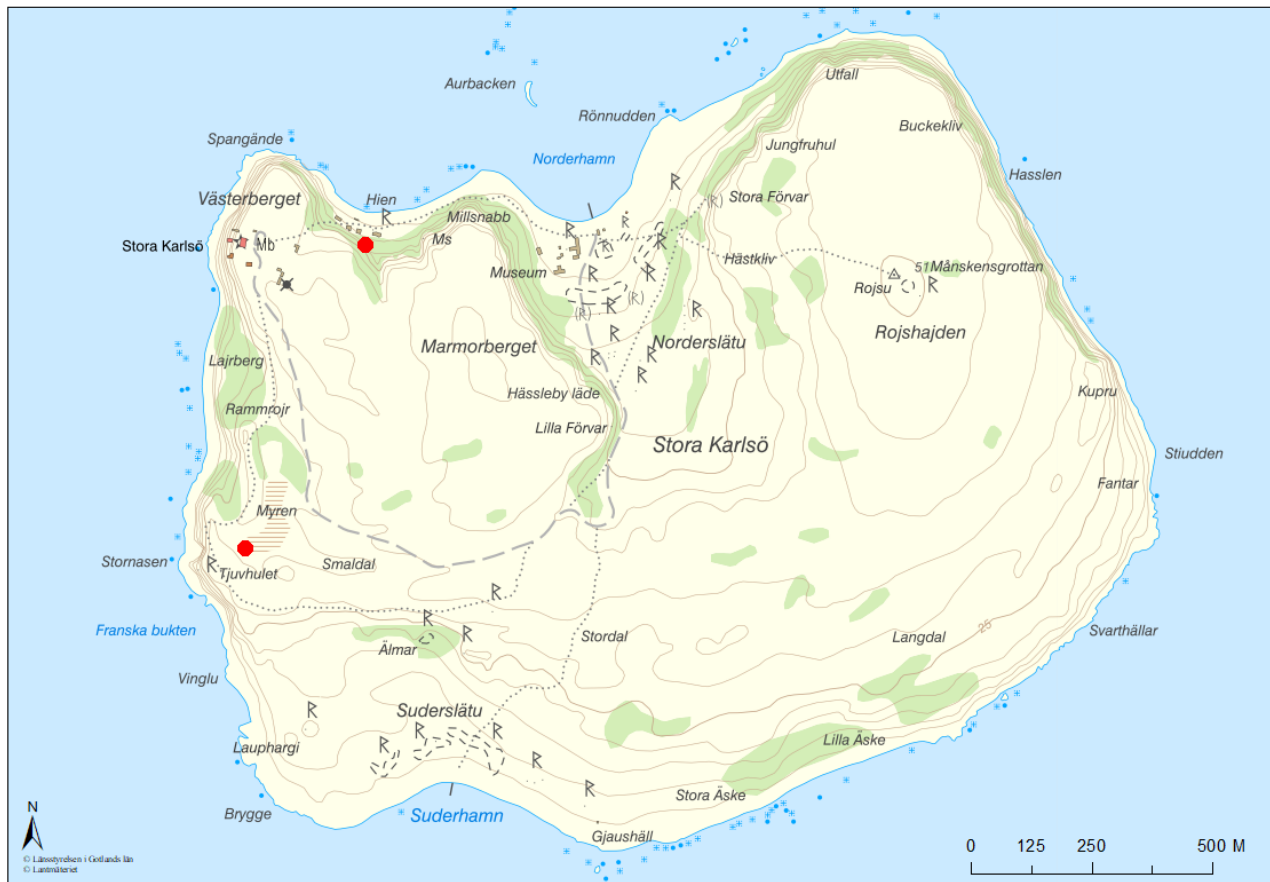 Aurbacken
Utfall
Rönnudden
Buckekliv
Spangände
Jungfruhul
Norderhamn
Hasslen
Västerberget
Hien
Stora Förvar
(R)
Millsnabb
Stora Karlsö
Mb
Ms
Hästkliv
Museum
51
Månskensgrottan
Rojsu
(R)
(R)
Rojshajden
Marmorberget
Norderslätu
Lajrberg
Hässleby läde
Kupru
Rammrojr
Lilla Förvar
Stora Karlsö
Stiudden
Fantar
Myren
Stornasen
Smaldal
Tjuvhulet
Franska bukten
Stordal
Langdal
25
Svarthällar
Älmar
Vinglu
Suderslätu
Lauphargi
Lilla Äske
Stora Äske
Brygge
Suderhamn
Gjaushäll
N
© Länsstyrelsen i Gotlands län
© Lantmäteriet
0 125 250 500 M